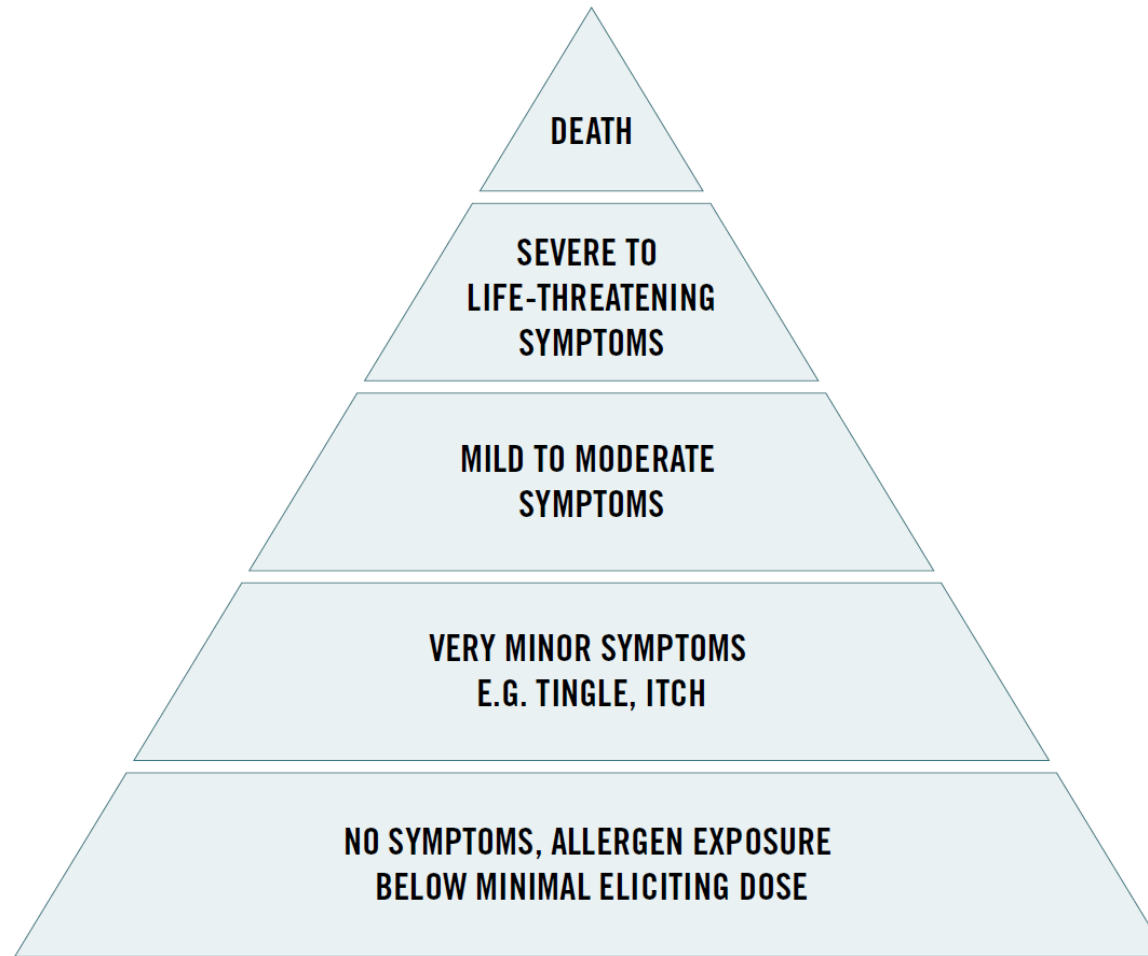 DEATH
SEVERE TO
LIFE-THREATENING
SYMPTOMS
MILD TO MODERATE
SYMPTOMS
VERY MINOR SYMPTOMS
E.G. TINGLE, ITCH
NO SYMPTOMS, ALLERGEN EXPOSURE
BELOW MINIMAL ELICITING DOSE